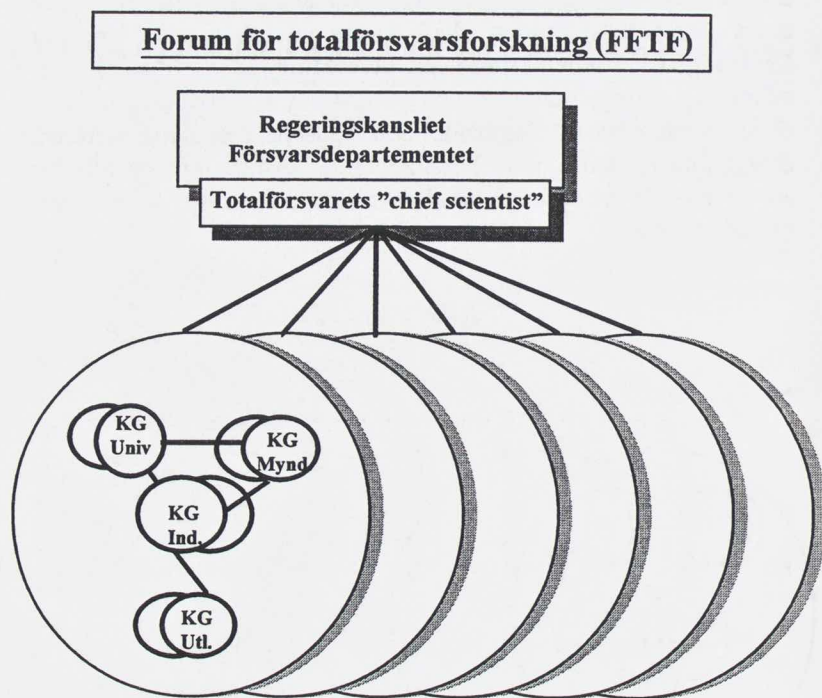 Forum för totalförsvarsforskning (FFTF)
Regeringskansliet
Försvarsdepartementet
Totalförsvarets ”chief scientist”
KG
Univ
KG
Mynd
KG
Ind.
KG
Utl.